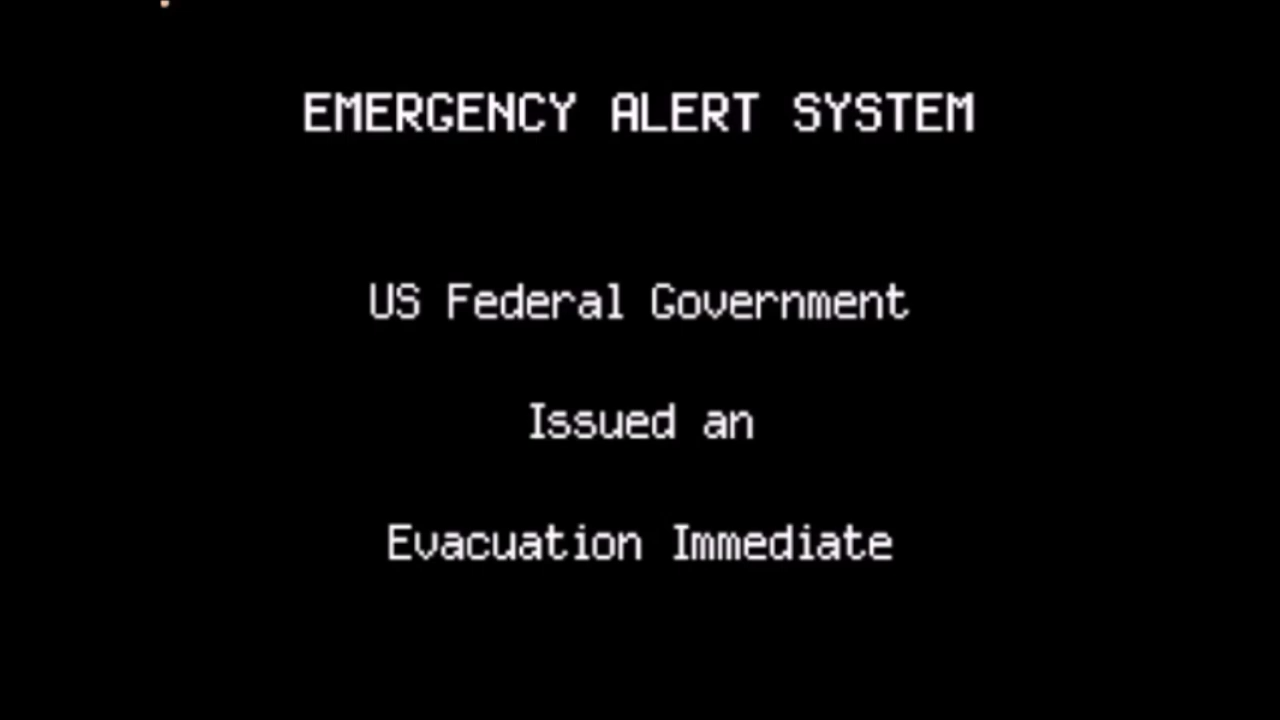 EMERGENCY ALERT SYSTEM
US Federal Government
Issued an
Evacuation Immediate